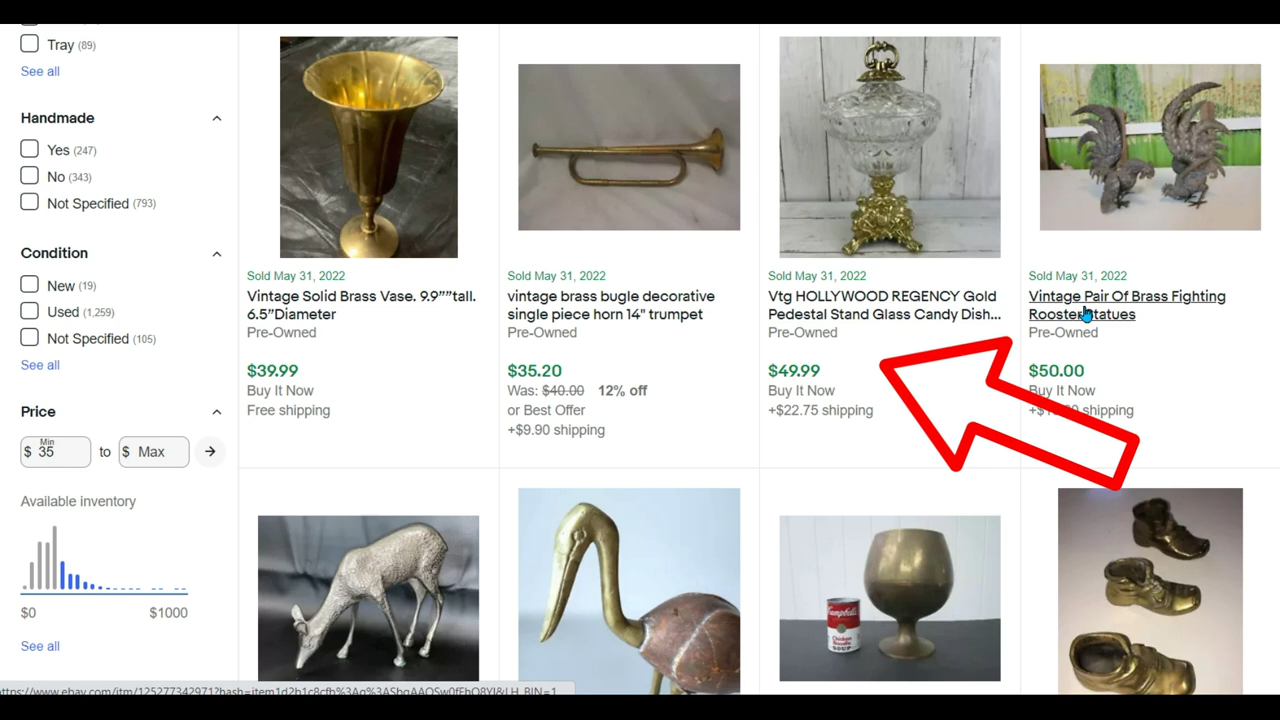 Tray (89)
See all
Handmade
Yes (247)
No (343)
Not Specified (793)
Condition
New (19)
Used (1,259)
Not Specified (105)
See all
Price
$ Min 35 to $ Max
Available inventory
$0 $1000
See all
Sold May 31, 2022
Vintage Solid Brass Vase. 9.9””tall.
6.5”Diameter
Pre-Owned
$39.99
Buy It Now
Free shipping
Sold May 31, 2022
vintage brass bugle decorative
single piece horn 14" trumpet
Pre-Owned
$35.20
Was: $40.00 12% off
or Best Offer
+$9.90 shipping
Sold May 31, 2022
Vtg HOLLYWOOD REGENCY Gold
Pedestal Stand Glass Candy Dish...
Pre-Owned
$49.99
Buy It Now
+$22.75 shipping
Sold May 31, 2022
Vintage Pair Of Brass Fighting
Rooster Statues
Pre-Owned
$50.00
Buy It Now
shipping
Campbell's
Chicken
Noodle
SOUP